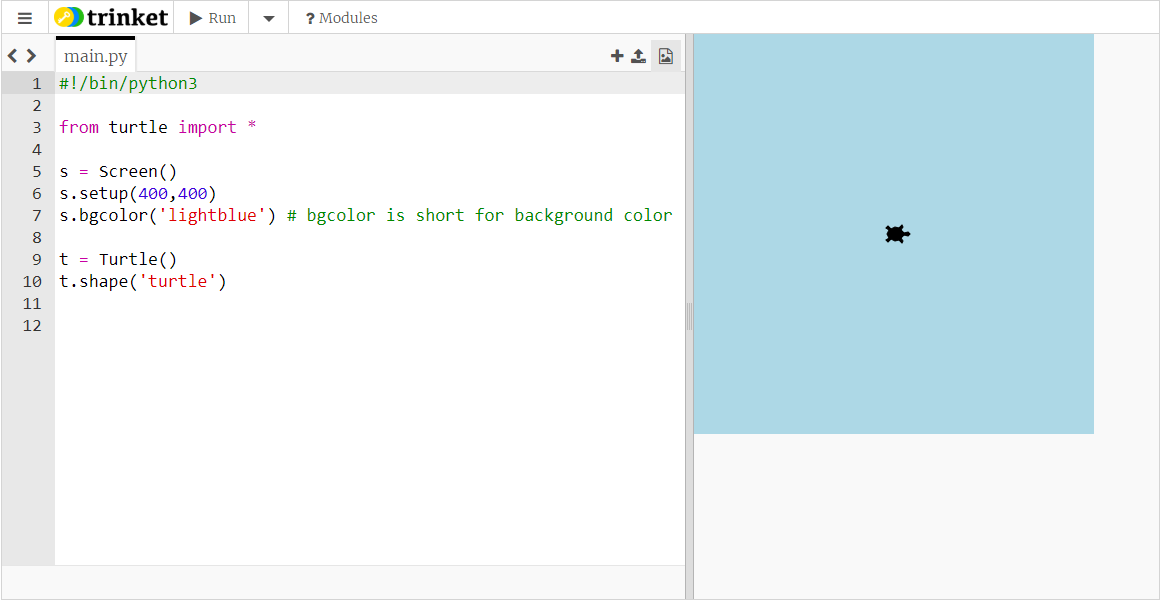 trinket Run ? Modules
main.py
1 #!/bin/python3
2
3 from turtle import *
4
5 s = Screen()
6 s.setup(400,400)
7 s.bgcolor('lightblue') # bgcolor is short for background color
8
9 t = Turtle()
10 t.shape('turtle')
11
12